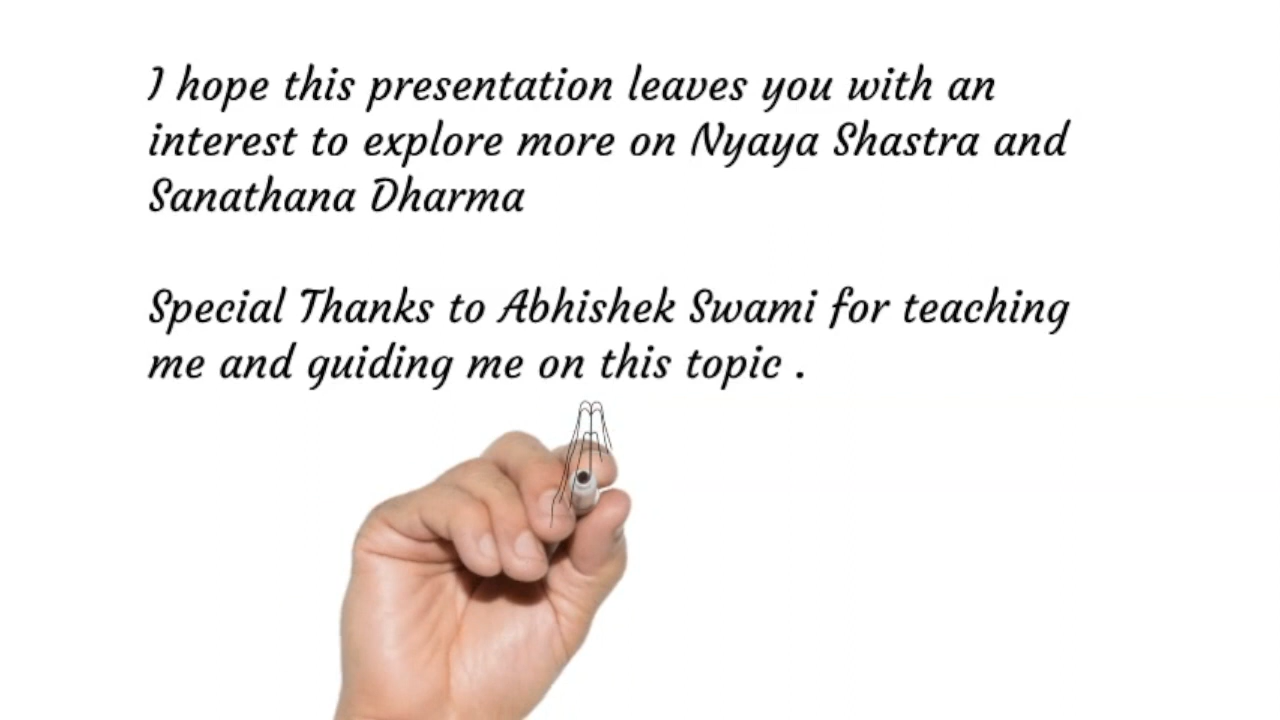 I hope this presentation leaves you with an
interest to explore more on Nyaya Shastra and
Sanathana Dharma
Special Thanks to Abhishek Swami for teaching
me and guiding me on this topic .